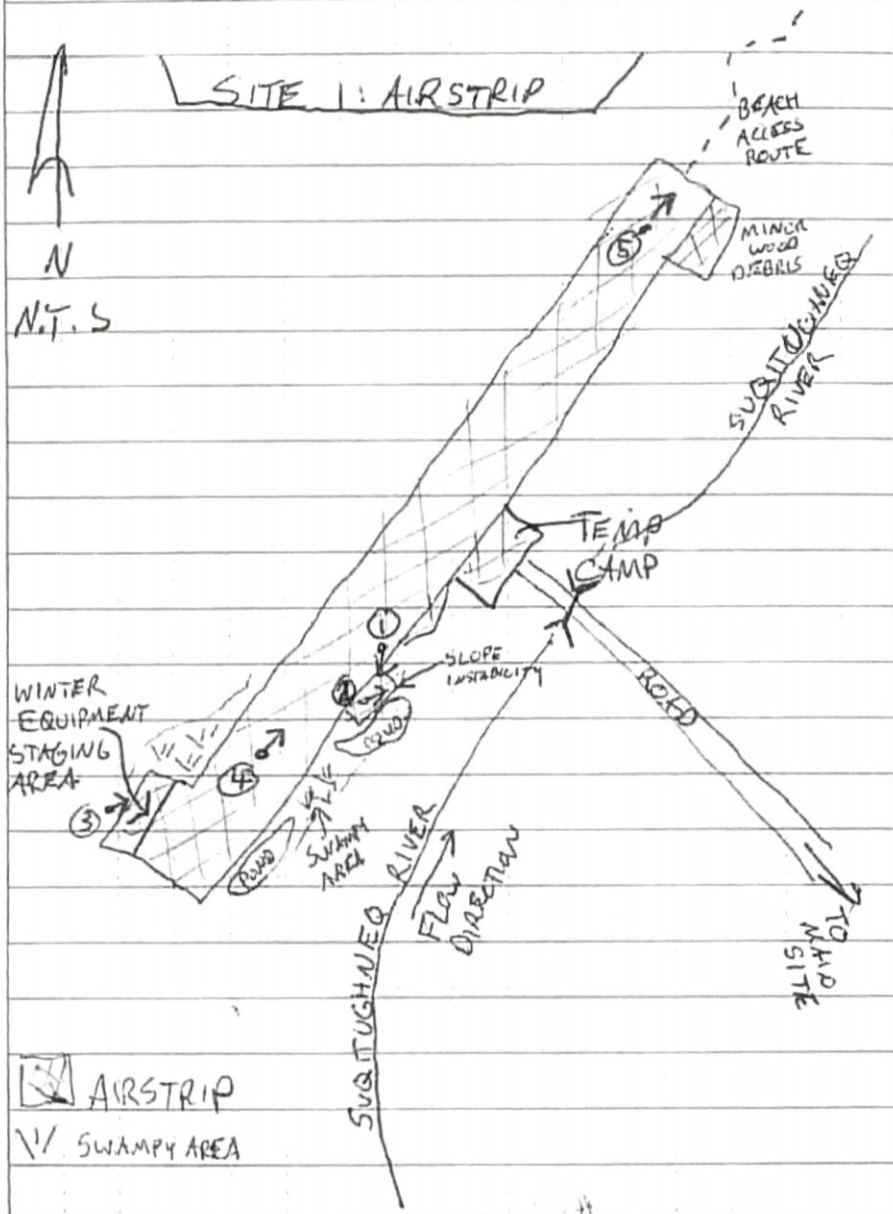 SITE 1: AIRSTRIP
N
N.T.S
BEACH
ACCESS
ROUTE
5
MINOR
WOOD
DEBRIS
SUQITUGHNEQ
RIVER
TEMP
CAMP
1
2
SLOPE
INSTABILITY
POND
ROAD
WINTER
EQUIPMENT
STAGING
AREA
3
4
POND
SWAMPY
AREA
SUQITUGHNEQ RIVER
FLOW
DIRECTION
TO
MAIN
SITE
AIRSTRIP
SWAMPY AREA